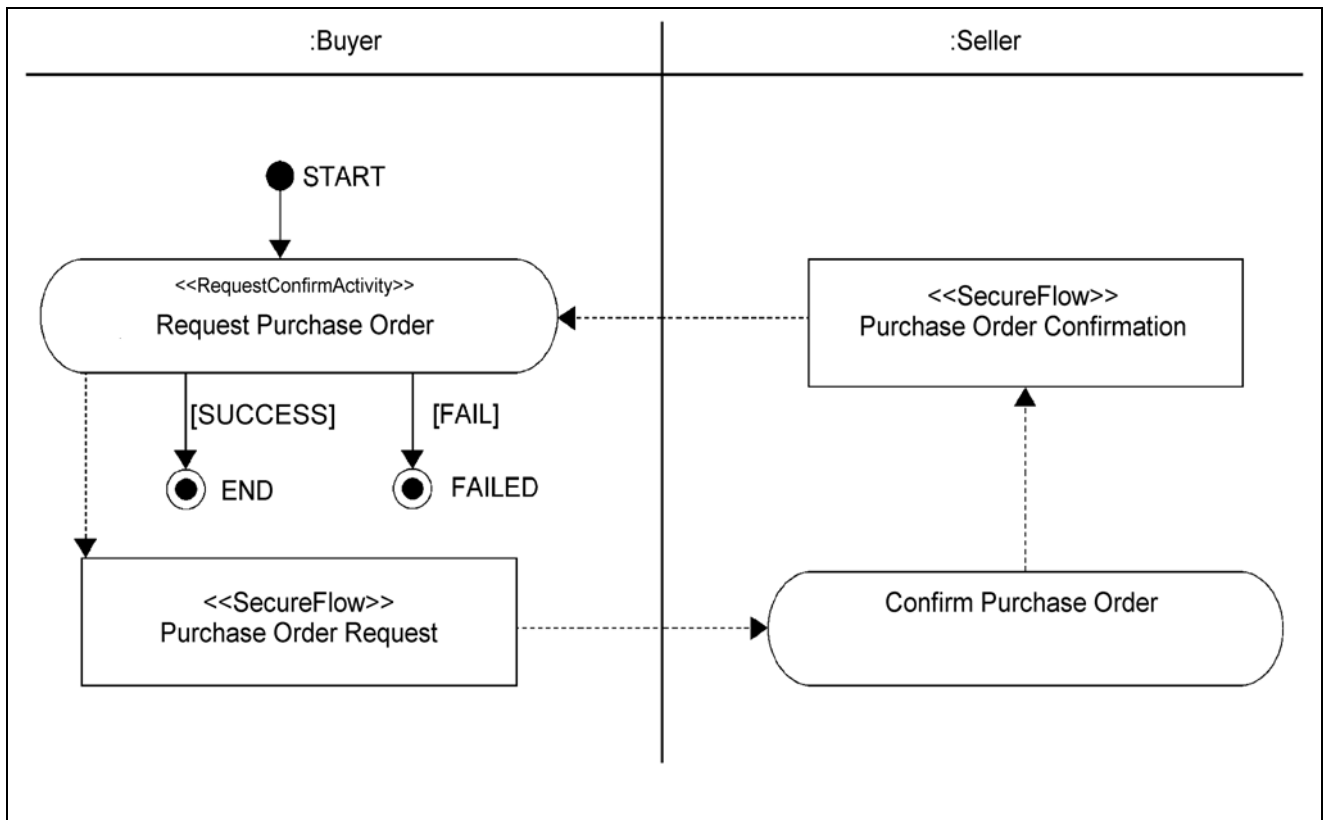 :Buyer
:Seller
START
<<RequestConfirmActivity>>
Request Purchase Order
<<SecureFlow>>
Purchase Order Confirmation
[SUCCESS]
[FAIL]
END
FAILED
<<SecureFlow>>
Purchase Order Request
Confirm Purchase Order